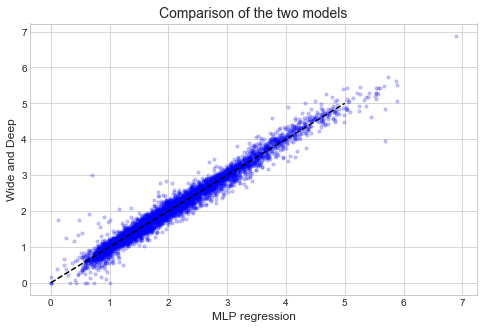 Comparison of the two models
7
6
5
4
3
2
1
0
Wide and Deep
0 1 2 3 4 5 6 7
MLP regression